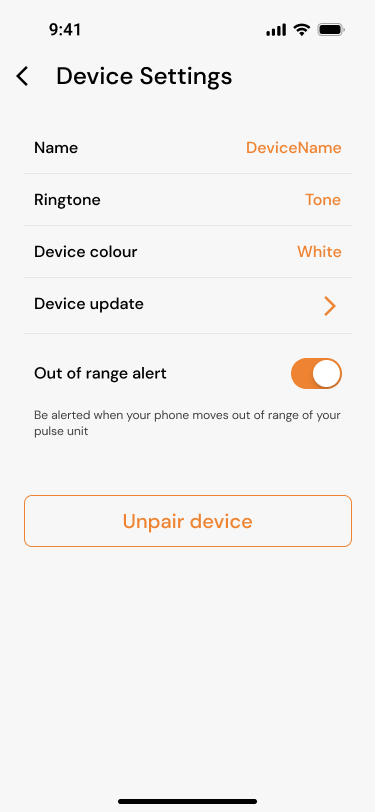 9:41
Device Settings
Name DeviceName
Ringtone Tone
Device colour White
Device update
Out of range alert
Be alerted when your phone moves out of range of your
pulse unit
Unpair device